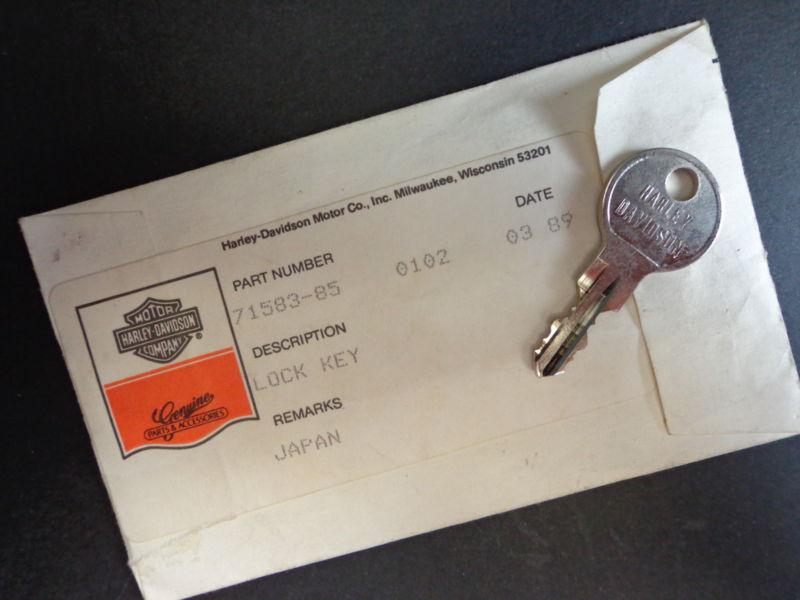 Harley-Davidson Motor Co., Inc. Milwaukee, Wisconsin 53201
PART NUMBER
DATE
71583-85
0102
03 89
DESCRIPTION
LOCK KEY
REMARKS
JAPAN
MOTOR
HARLEY-DAVIDSON
COMPANY
®
Genuine
PARTS & ACCESSORIES
HARLEY
DAVIDSON